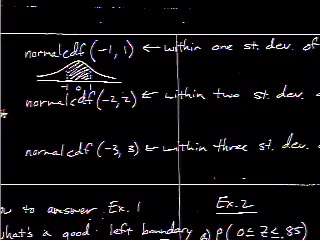 normalcdf(-1, 1) ← within one st. dev. of
-1 0 1
normalcdf(-2, 2) ← within two st. dev.
*
normalcdf(-3, 3) ← within three st. dev.
to answer Ex. 1 Ex. 2
what's a good left boundary a) P(0≤Z≤.85)